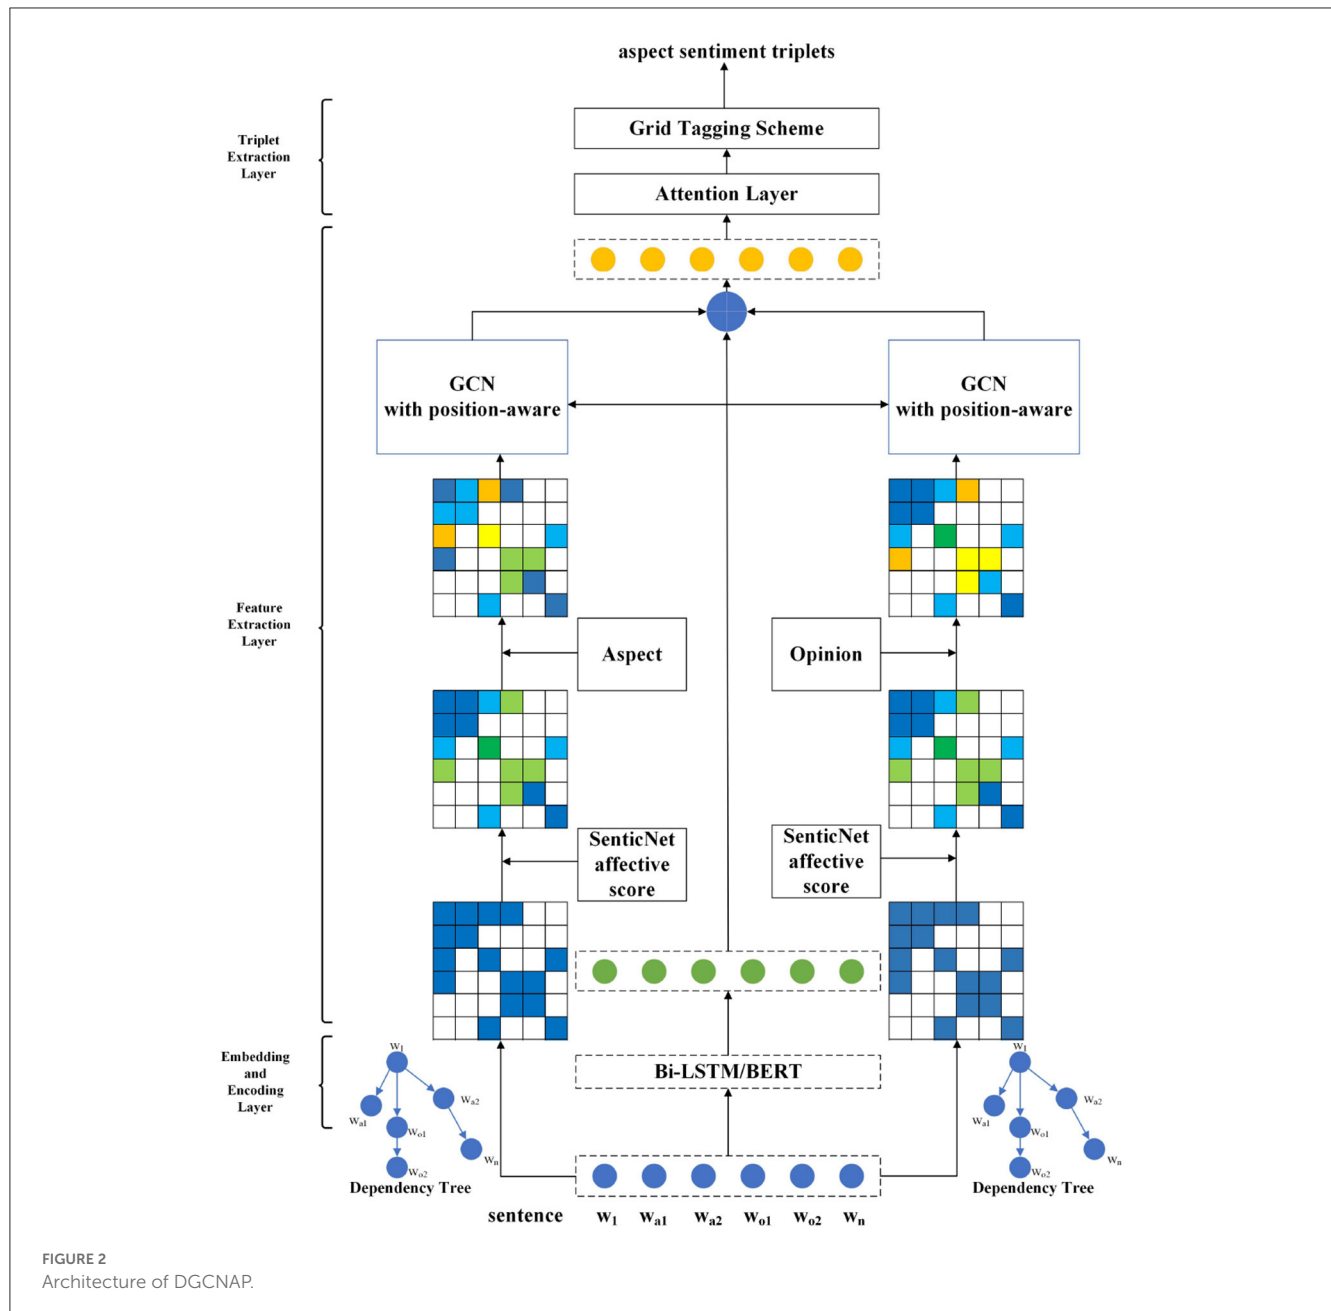 aspect sentiment triplets
Triplet
Extraction
Layer
Grid Tagging Scheme
Attention Layer
GCN
with position-aware
GCN
with position-aware
Feature
Extraction
Layer
Aspect
Opinion
SenticNet
affective
score
SenticNet
affective
score
Embedding
and
Encoding
Layer
Bi-LSTM/BERT
w1
wa1
wa2
wo1
wo2
wn
Dependency Tree
w1
wa1
wa2
wo1
wo2
wn
Dependency Tree
sentence w1 wa1 wa2 wo1 wo2 wn
FIGURE 2
Architecture of DGCNAP.